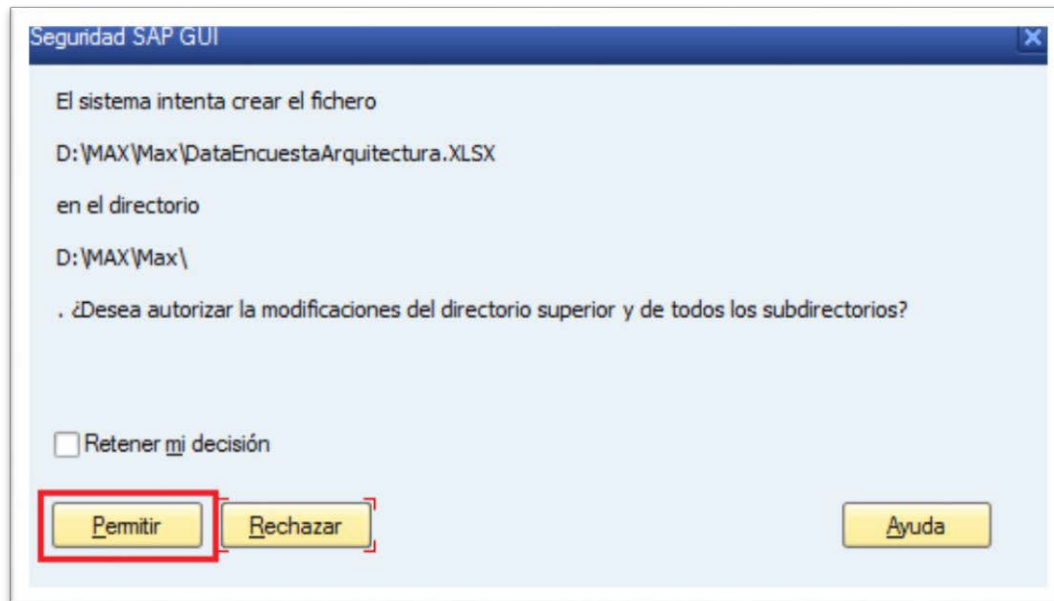 Seguridad SAP GUI
El sistema intenta crear el fichero
D:\MAX\Max\DataEncuestaArquitectura.XLSX
en el directorio
D:\MAX\Max\
. ¿Desea autorizar la modificaciones del directorio superior y de todos los subdirectorios?
Retener mi decisión
Permitir Rechazar Ayuda